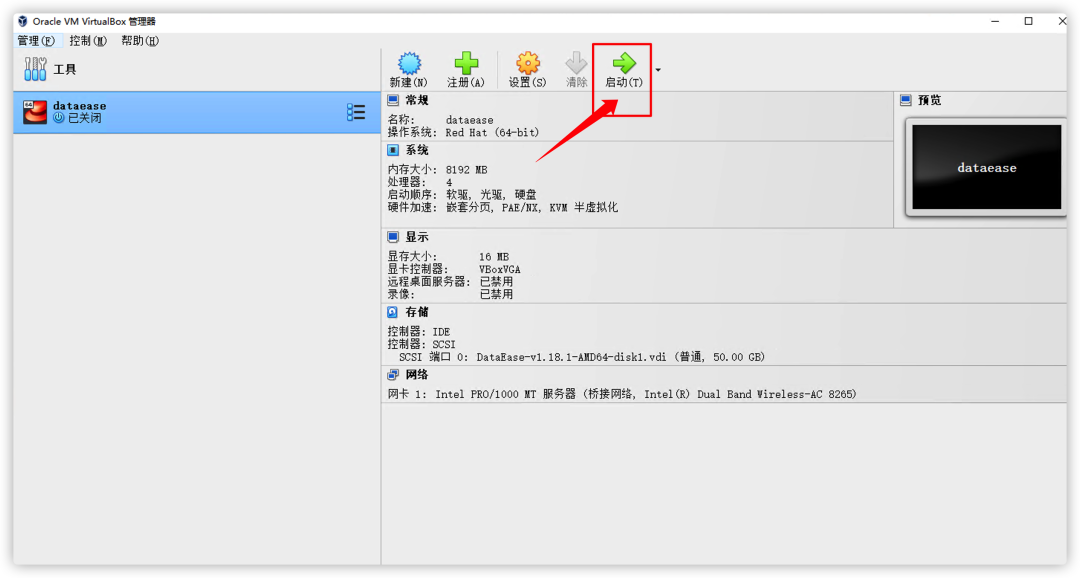 Oracle VM VirtualBox 管理器
管理(F) 控制(M) 帮助(H)
工具
新建(N) 注册(A) 设置(S) 清除 启动(T)
64
dataease
已关闭
常规
名称: dataease
操作系统: Red Hat (64-bit)
预览
dataease
系统
内存大小: 8192 MB
处理器: 4
启动顺序: 软驱, 光驱, 硬盘
硬件加速: 嵌套分页, PAE/NX, KVM 半虚拟化
显示
显存大小: 16 MB
显卡控制器: VBoxVGA
远程桌面服务器: 已禁用
录像: 已禁用
存储
控制器: IDE
控制器: SCSI
SCSI 端口 0: DataEase-v1.18.1-AMD64-disk1.vdi (普通, 50.00 GB)
网络
网卡 1: Intel PRO/1000 MT 服务器 (桥接网络, Intel(R) Dual Band Wireless-AC 8265)